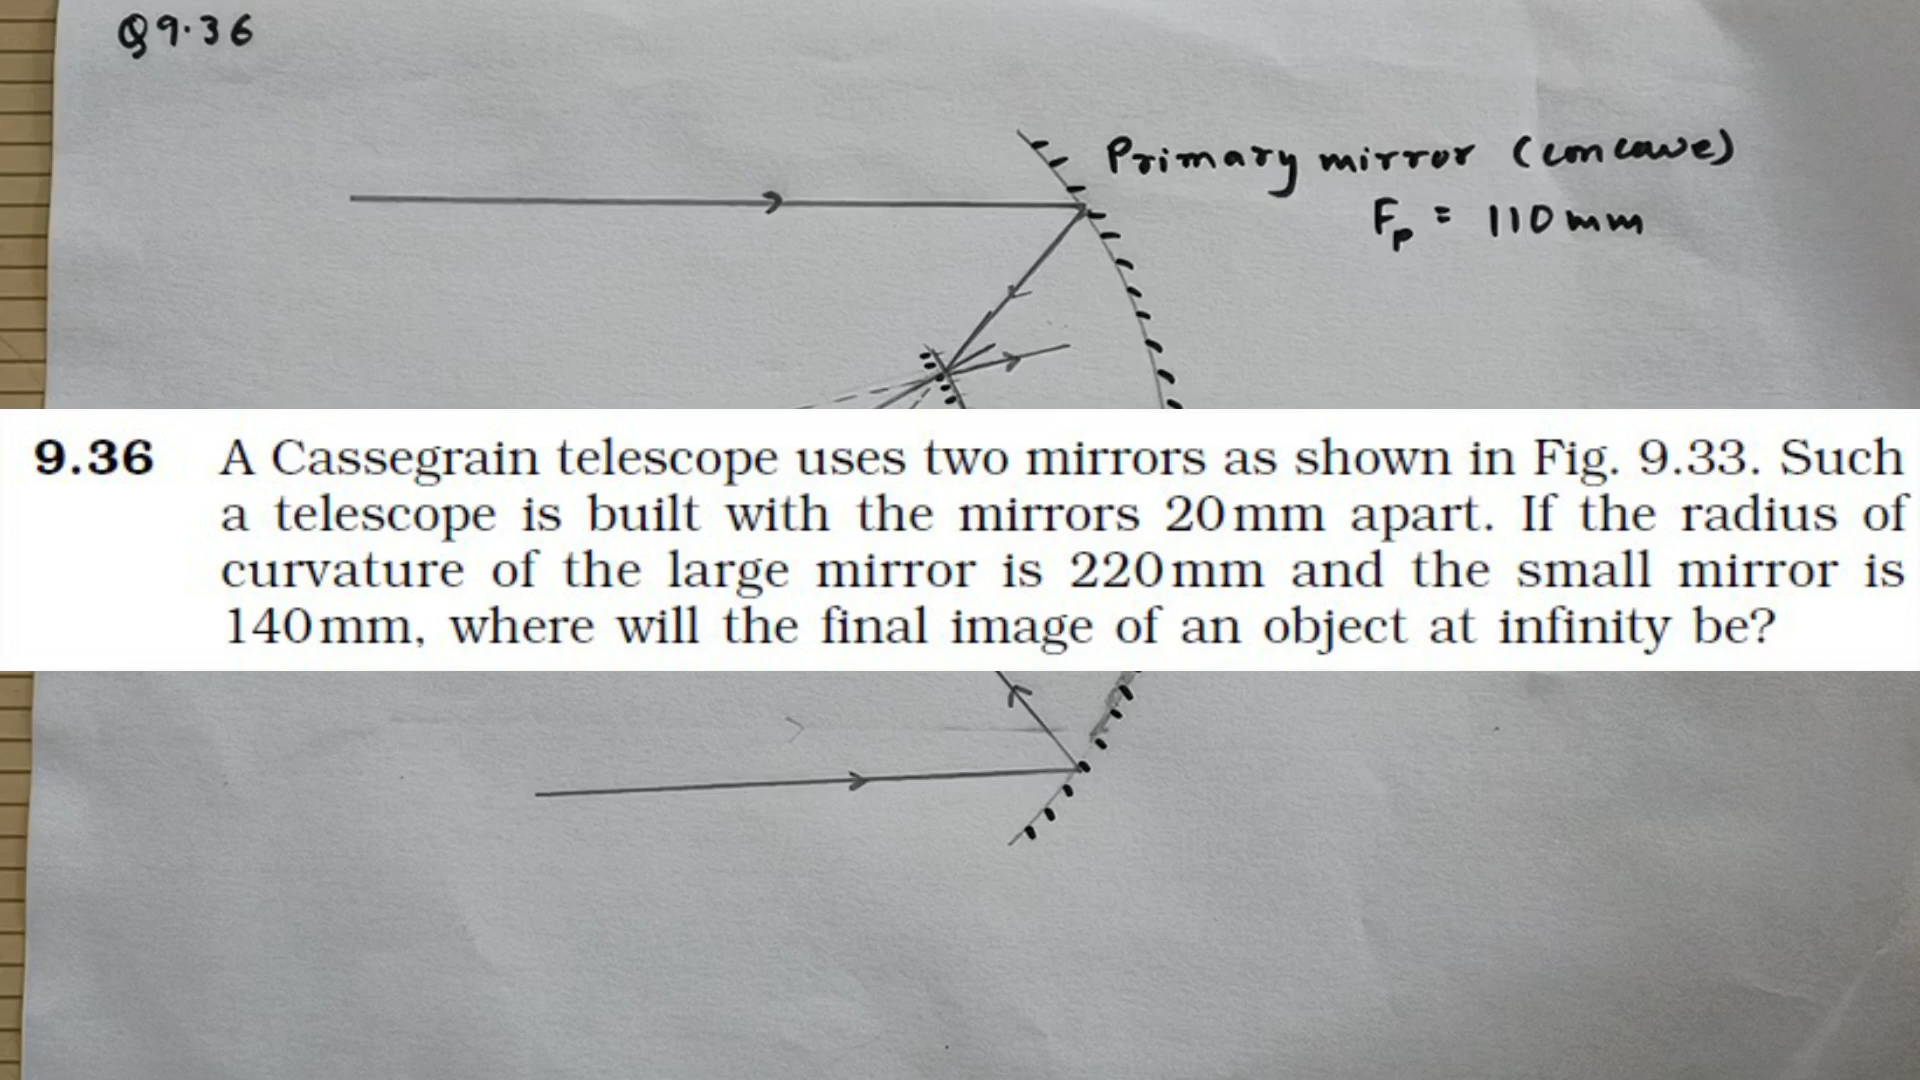 Q9.36
Primary mirror (concave)
Fp = 110 mm
9.36 A Cassegrain telescope uses two mirrors as shown in Fig. 9.33. Such
a telescope is built with the mirrors 20mm apart. If the radius of
curvature of the large mirror is 220mm and the small mirror is
140mm, where will the final image of an object at infinity be?